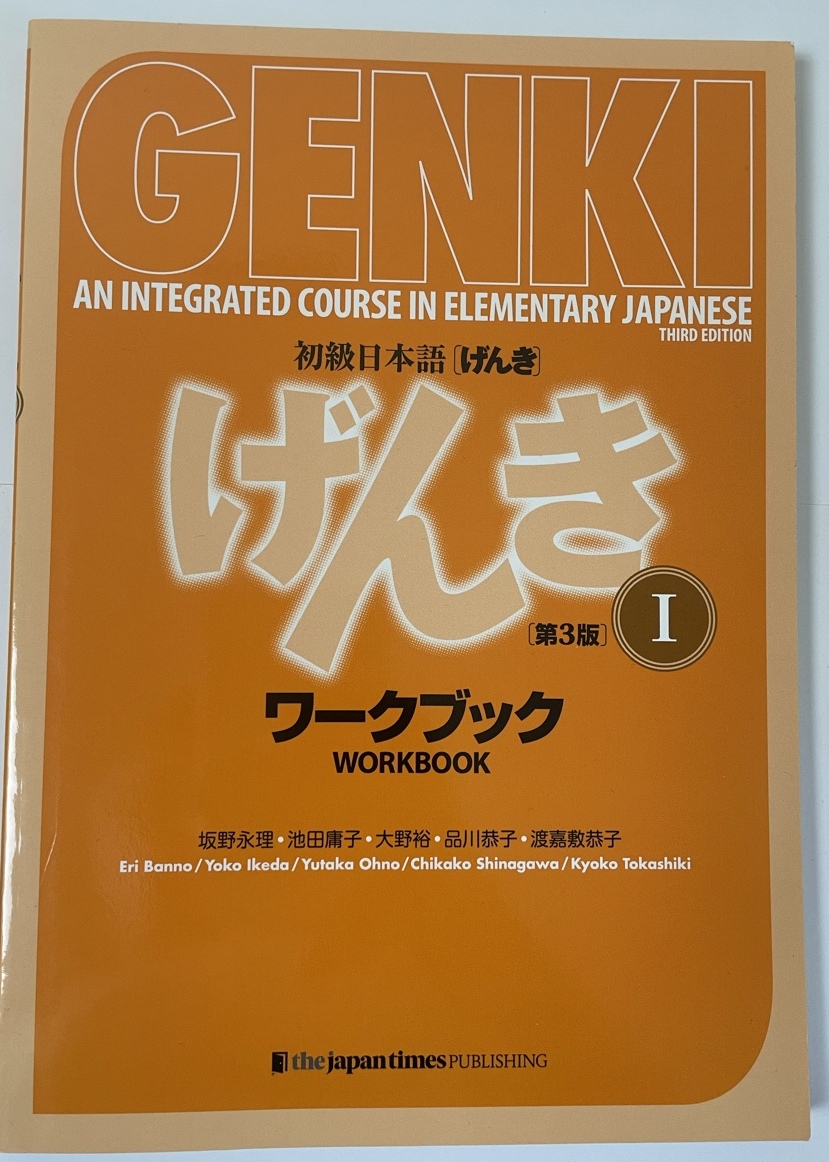 GENKI
AN INTEGRATED COURSE IN ELEMENTARY JAPANESE
THIRD EDITION
初級日本語[げんき]
げんき
[第3版]
I
ワークブック
WORKBOOK
坂野永理・池田庸子・大野裕・品川恭子・渡嘉敷恭子
Eri Banno/Yoko Ikeda/Yutaka Ohno/Chikako Shinagawa/Kyoko Tokashiki
the japan times PUBLISHING